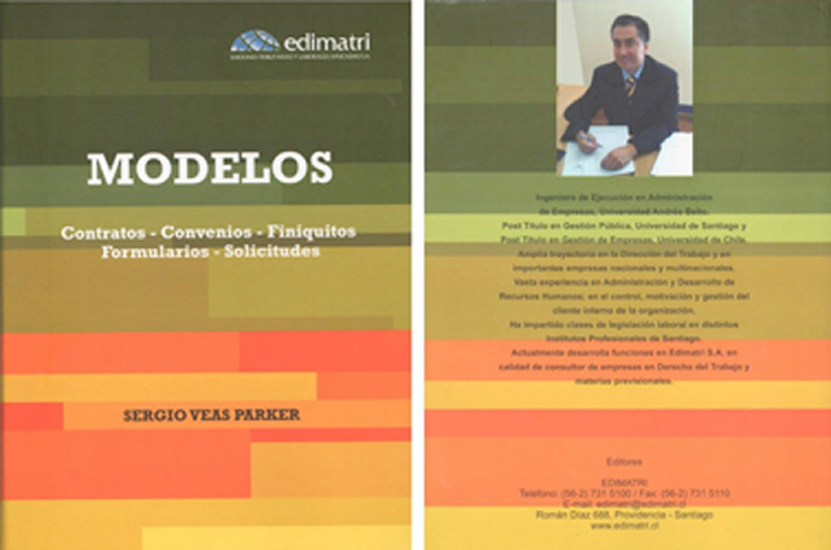 edimatri
EDICIONES TRIBUTARIAS Y LABORALES APLICADAS S.A.
MODELOS
Contratos - Convenios - Finiquitos
Formularios - Solicitudes
SERGIO VEAS PARKER
Ingeniero de Ejecución en Administración
de Empresas, Universidad Andrés Bello.
Post Título en Gestión Pública, Universidad de Santiago y
Post Título en Gestión de Empresas, Universidad de Chile.
Amplia trayectoria en la Dirección del Trabajo y en
importantes empresas nacionales y multinacionales.
Vasta experiencia en Administración y Desarrollo de
Recursos Humanos; en el control, motivación y gestión del
cliente interno de la organización.
Ha impartido clases de legislación laboral en distintos
Institutos Profesionales de Santiago.
Actualmente desarrolla funciones en Edimatri S.A. en
calidad de consultor de empresas en Derecho del Trabajo y
materias previsionales.
Editores
EDIMATRI
Teléfono: (56-2) 731 5100 / Fax: (56-2) 731 5110
E-mail: edimatri@edimatri.cl
Román Díaz 688, Providencia - Santiago
www.edimatri.cl